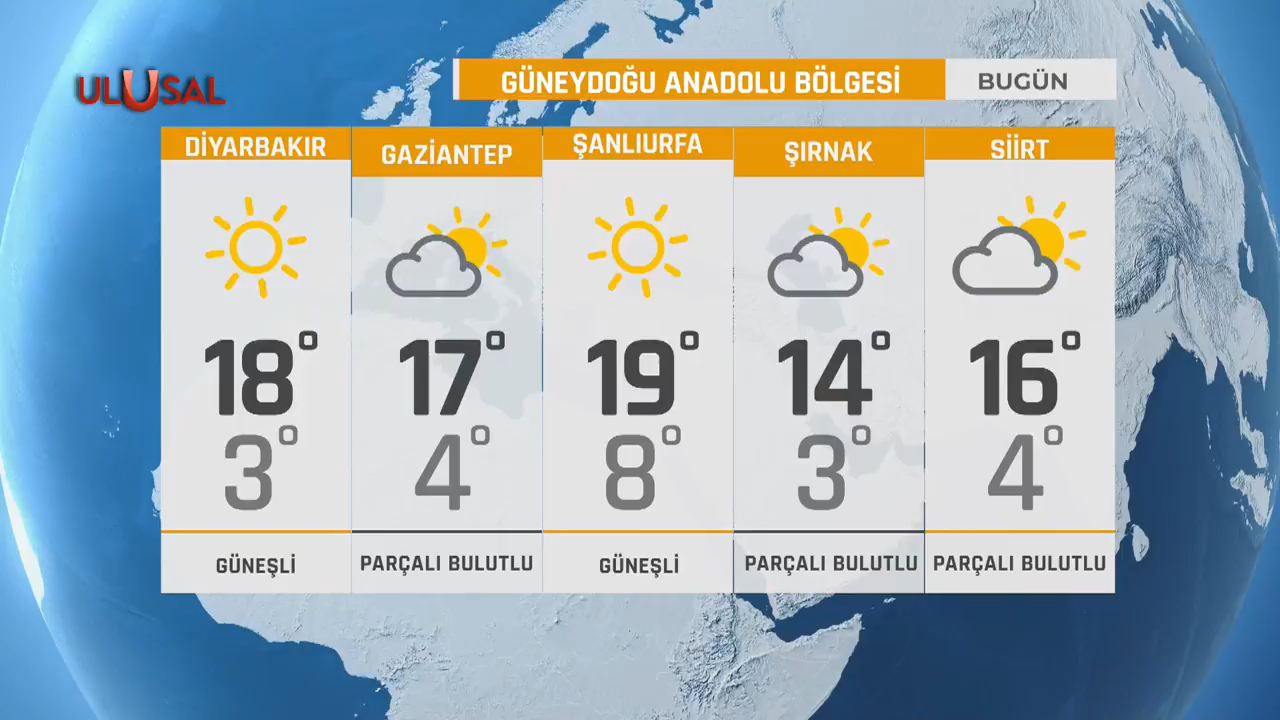 ULUSAL
GÜNEYDOĞU ANADOLU BÖLGESİ BUGÜN
DİYARBAKIR GAZİANTEP ŞANLIURFA ŞIRNAK SİİRT
18° 17° 19° 14° 16°
3° 4° 8° 3° 4°
GÜNEŞLİ PARÇALI BULUTLU GÜNEŞLİ PARÇALI BULUTLU PARÇALI BULUTLU